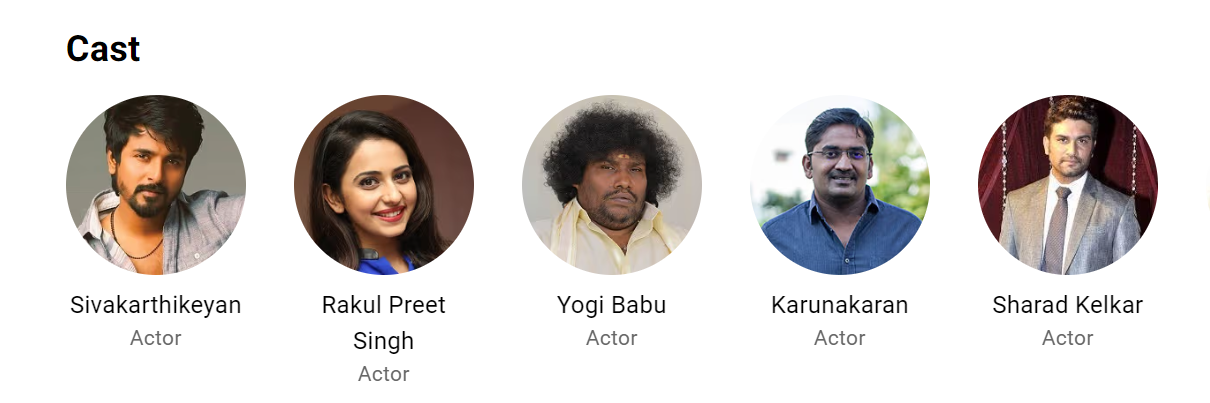 Cast
Sivakarthikeyan
Actor
Rakul Preet
Singh
Actor
Yogi Babu
Actor
Karunakaran
Actor
Sharad Kelkar
Actor